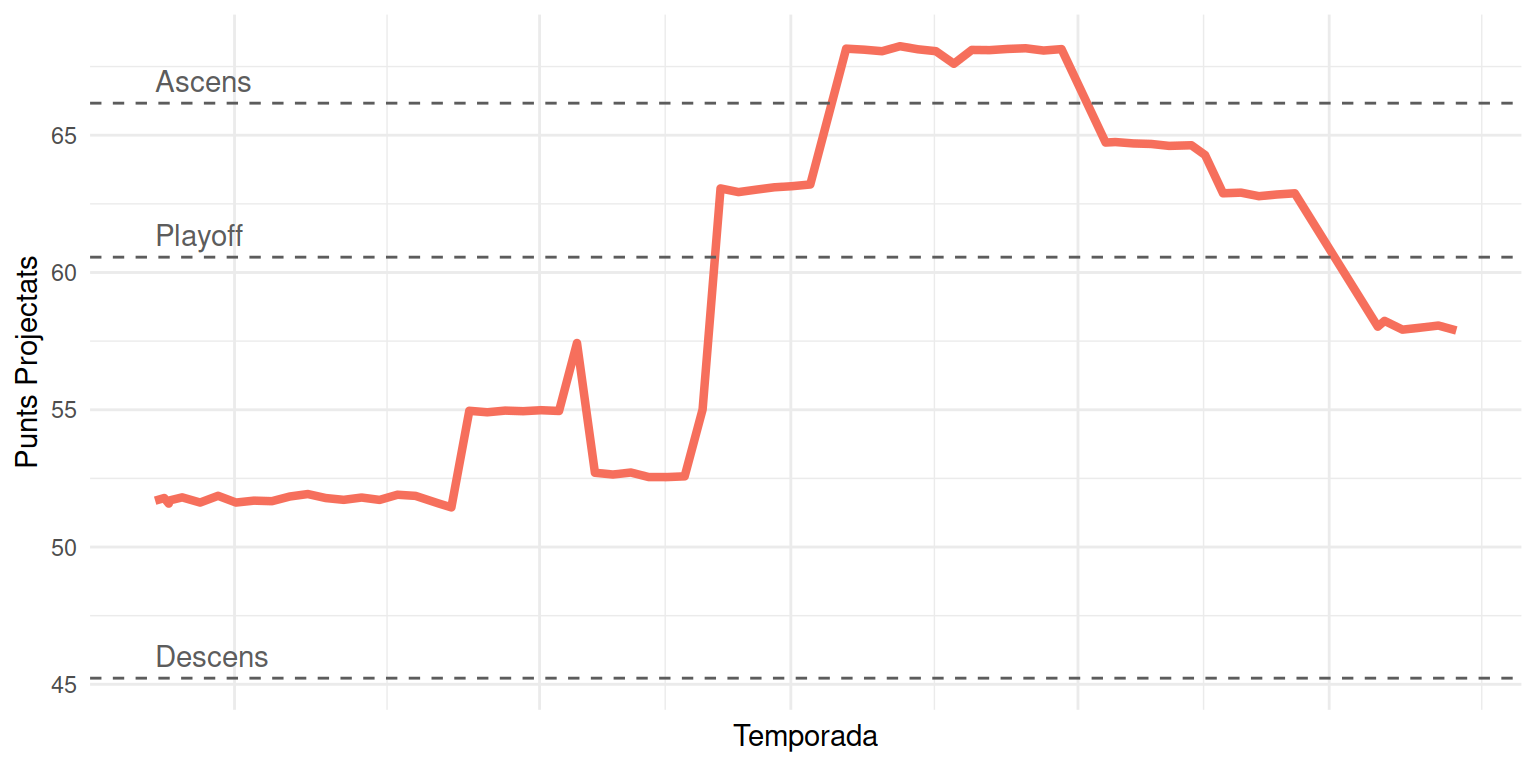 Ascens
65
Playoff
60
Punts Projectats
55
50
Descens
45
Temporada